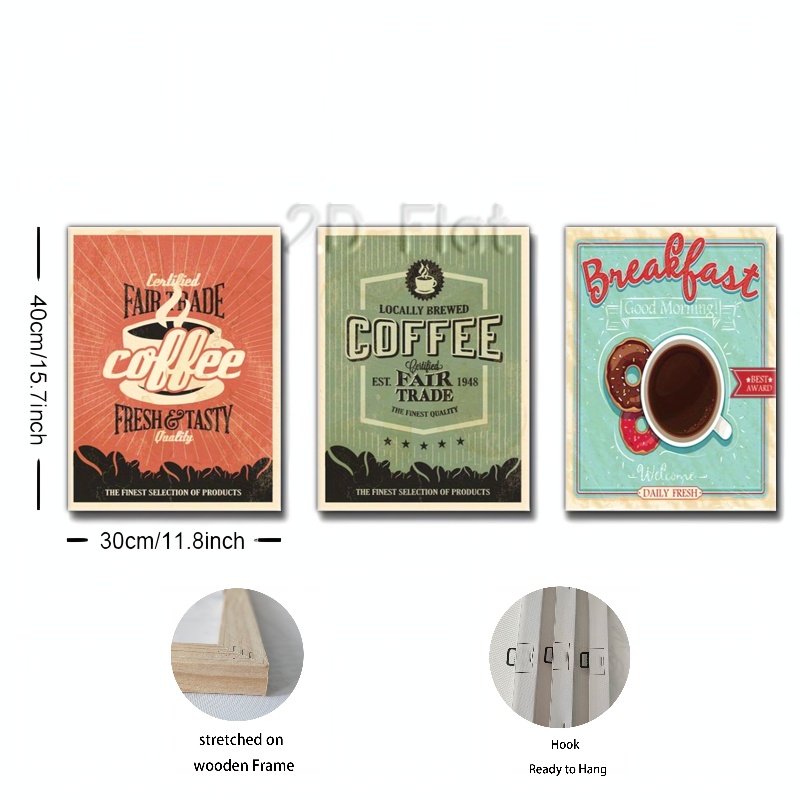 2D Flat
40cm/15.7inch
Certified
FAIR TRADE
coffee
FRESH & TASTY
Quality
THE FINEST SELECTION OF PRODUCTS
LOCALLY BREWED
COFFEE
Certified
EST. FAIR 1948
TRADE
THE FINEST QUALITY
THE FINEST SELECTION OF PRODUCTS
Breakfast
Good Morning!
BEST
AWARD
Welcome
DAILY FRESH
30cm/11.8inch
stretched on
wooden Frame
Hook
Ready to Hang